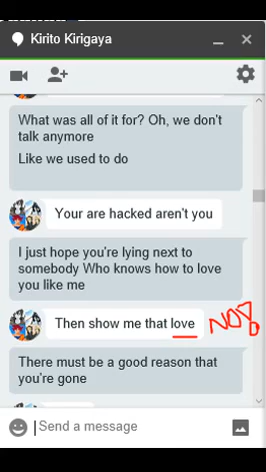 Kirito Kirigaya
What was all of it for? Oh, we don't
talk anymore
Like we used to do
Your are hacked aren't you
I just hope you're lying next to
somebody Who knows how to love
you like me
Then show me that love
There must be a good reason that
you're gone
Send a message